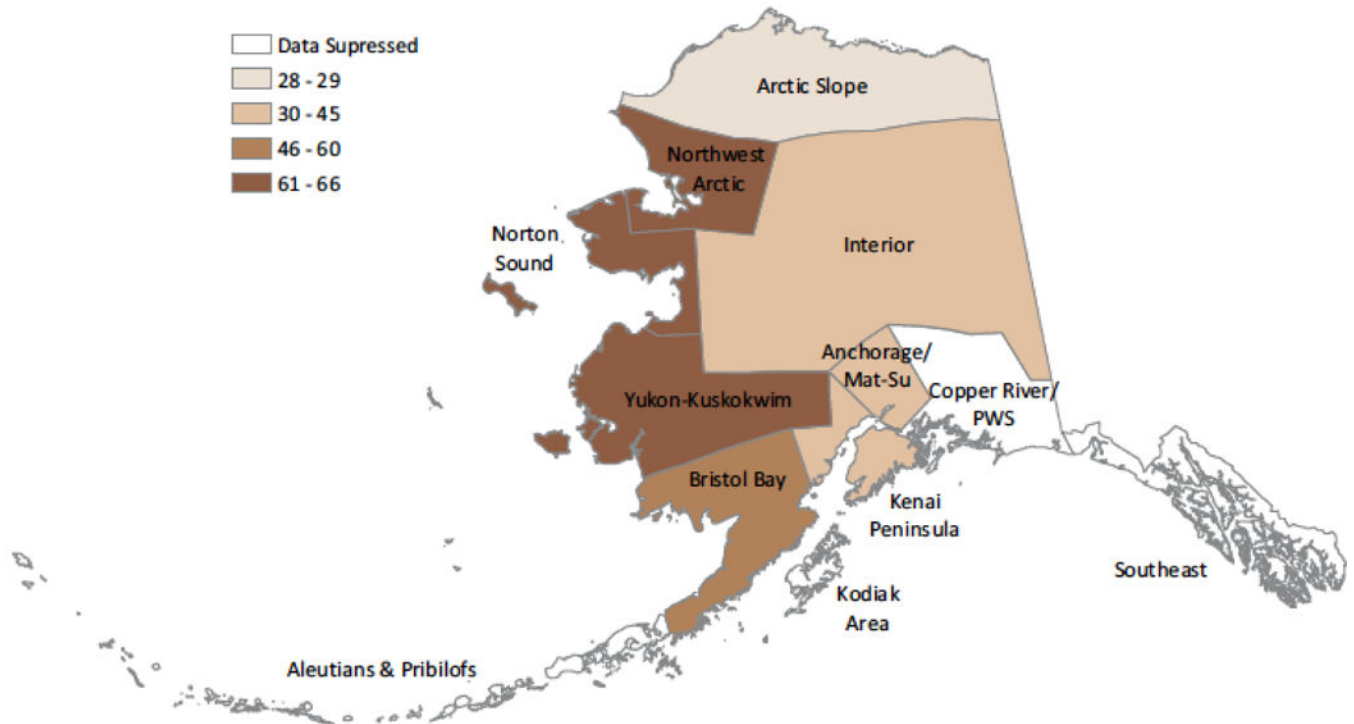 Data Supressed
28 - 29
30 - 45
46 - 60
61 - 66
Arctic Slope
Northwest
Arctic
Norton
Sound
Interior
Anchorage/
Mat-Su
Copper River/
PWS
Yukon-Kuskokwim
Bristol Bay
Kenai
Peninsula
Kodiak
Area
Southeast
Aleutians & Pribilofs